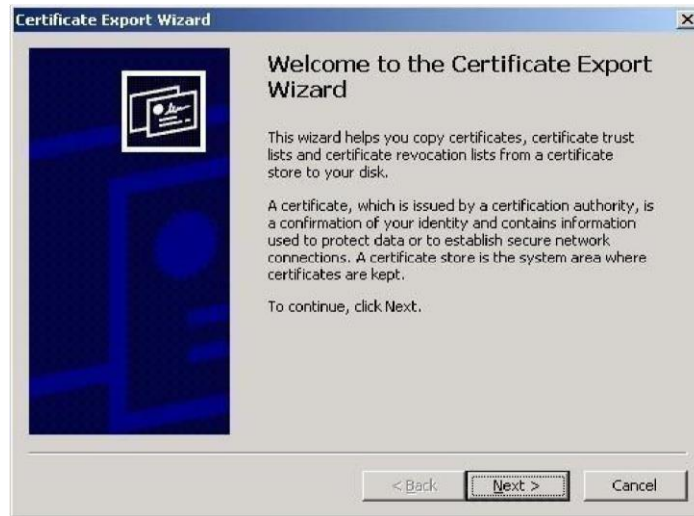 Certificate Export Wizard
Welcome to the Certificate Export
Wizard
This wizard helps you copy certificates, certificate trust
lists and certificate revocation lists from a certificate
store to your disk.
A certificate, which is issued by a certification authority, is
a confirmation of your identity and contains information
used to protect data or to establish secure network
connections. A certificate store is the system area where
certificates are kept.
To continue, click Next.
< Back Next > Cancel